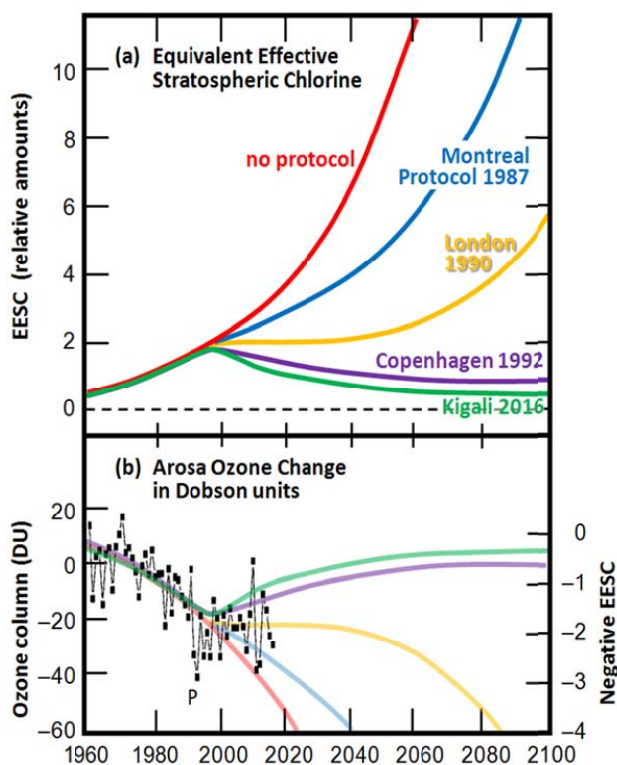 (a) Equivalent Effective
Stratospheric Chlorine
10
8
6
4
2
0
EESC (relative amounts)
no protocol
Montreal
Protocol 1987
London
1990
Copenhagen 1992
Kigali 2016
(b) Arosa Ozone Change
in Dobson units
20
0
−20
−40
−60
Ozone column (DU)
P
0
−1
−2
−3
−4
Negative EESC
1960 1980 2000 2020 2040 2060 2080 2100